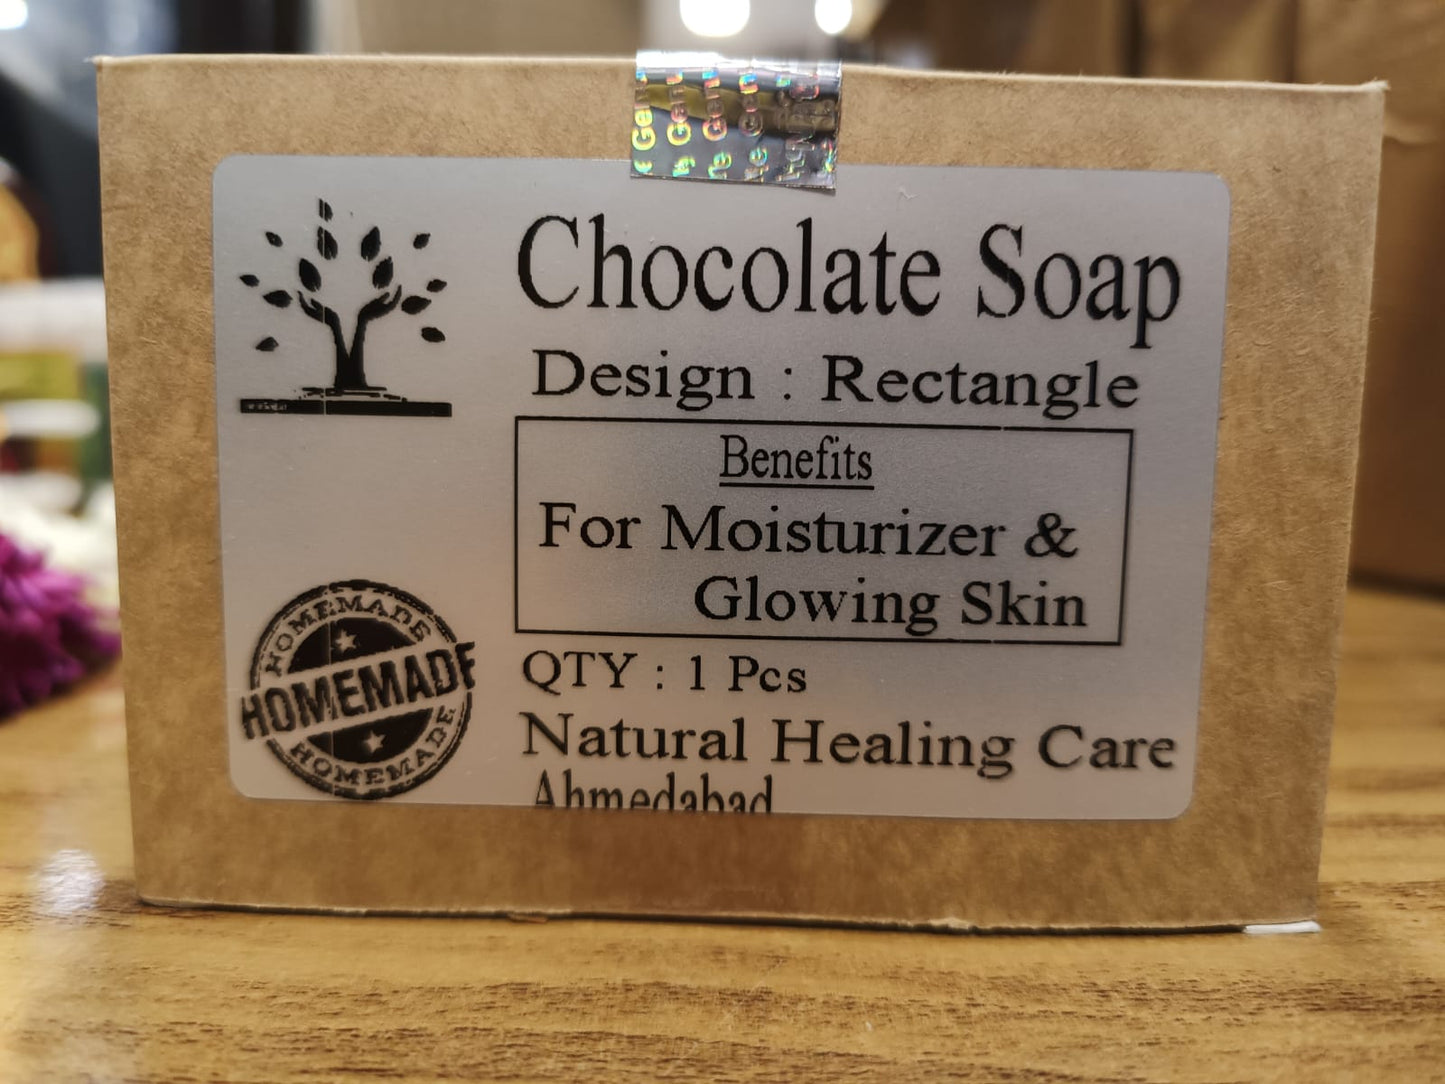 Chocolate Soap
Design : Rectangle
Benefits
For Moisturizer &
Glowing Skin
QTY : 1 Pcs
Natural Healing Care
Ahmedabad
HOMEMADE
HOMEMADE
HOMEMADE